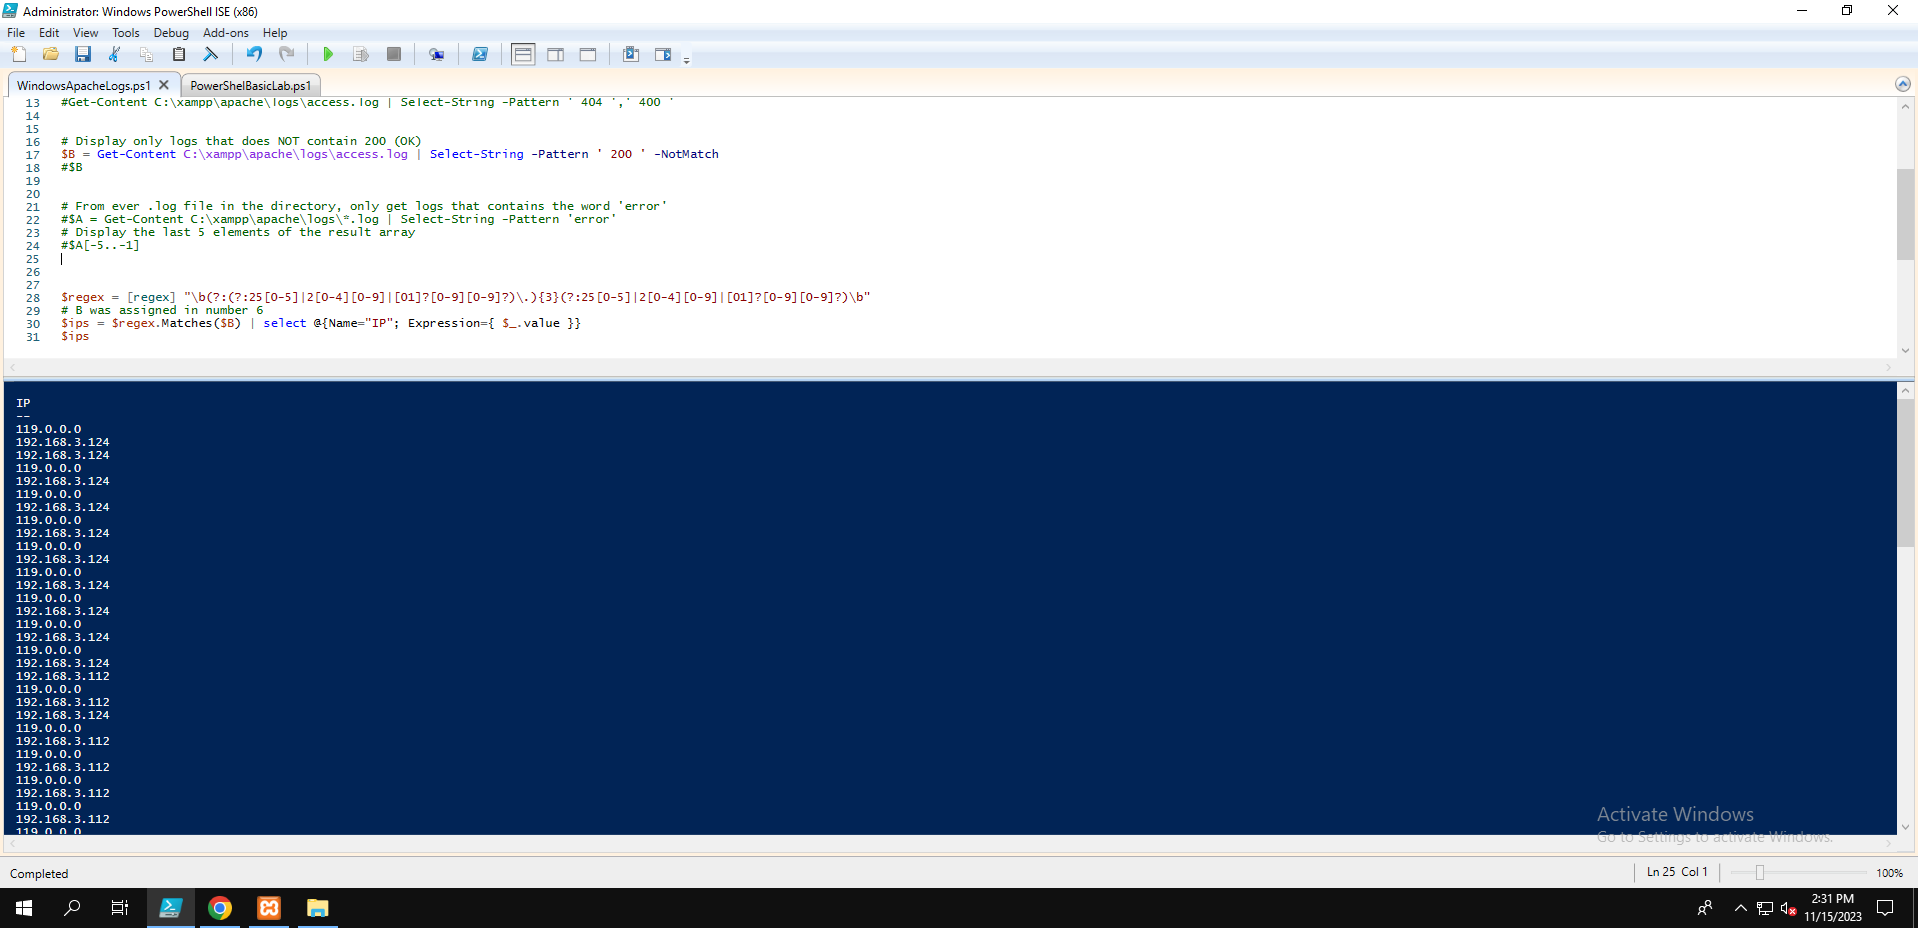 Administrator: Windows PowerShell ISE (x86)
File Edit View Tools Debug Add-ons Help
WindowsApacheLogs.ps1 PowerShelBasicLab.ps1
13 #Get-Content C:\xampp\apache\logs\access.log | Select-String -Pattern ' 404 ',' 400 '
14
15
16 # Display only logs that does NOT contain 200 (OK)
17 $B = Get-Content C:\xampp\apache\logs\access.log | Select-String -Pattern ' 200 ' -NotMatch
18 #$B
19
20
21 # From ever .log file in the directory, only get logs that contains the word 'error'
22 #$A = Get-Content C:\xampp\apache\logs\*.log | Select-String -Pattern 'error'
23 # Display the last 5 elements of the result array
24 #$A[-5..-1]
25
26
27
28 $regex = [regex] "\b(?:(?:25[0-5]|2[0-4][0-9]|[01]?[0-9][0-9]?)\.){3}(?:25[0-5]|2[0-4][0-9]|[01]?[0-9][0-9]?)\b"
29 # B was assigned in number 6
30 $ips = $regex.Matches($B) | select @{Name="IP"; Expression={ $_.value }}
31 $ips
IP
--
119.0.0.0
192.168.3.124
192.168.3.124
119.0.0.0
192.168.3.124
119.0.0.0
192.168.3.124
119.0.0.0
192.168.3.124
119.0.0.0
192.168.3.124
119.0.0.0
192.168.3.124
119.0.0.0
192.168.3.124
119.0.0.0
192.168.3.124
119.0.0.0
192.168.3.124
192.168.3.112
119.0.0.0
192.168.3.112
192.168.3.124
119.0.0.0
192.168.3.112
119.0.0.0
192.168.3.112
119.0.0.0
192.168.3.112
119.0.0.0
192.168.3.112
119.0.0.0
Activate Windows
Go to Settings to activate Windows.
Completed
Ln 25 Col 1
100%
2:31 PM
11/15/2023